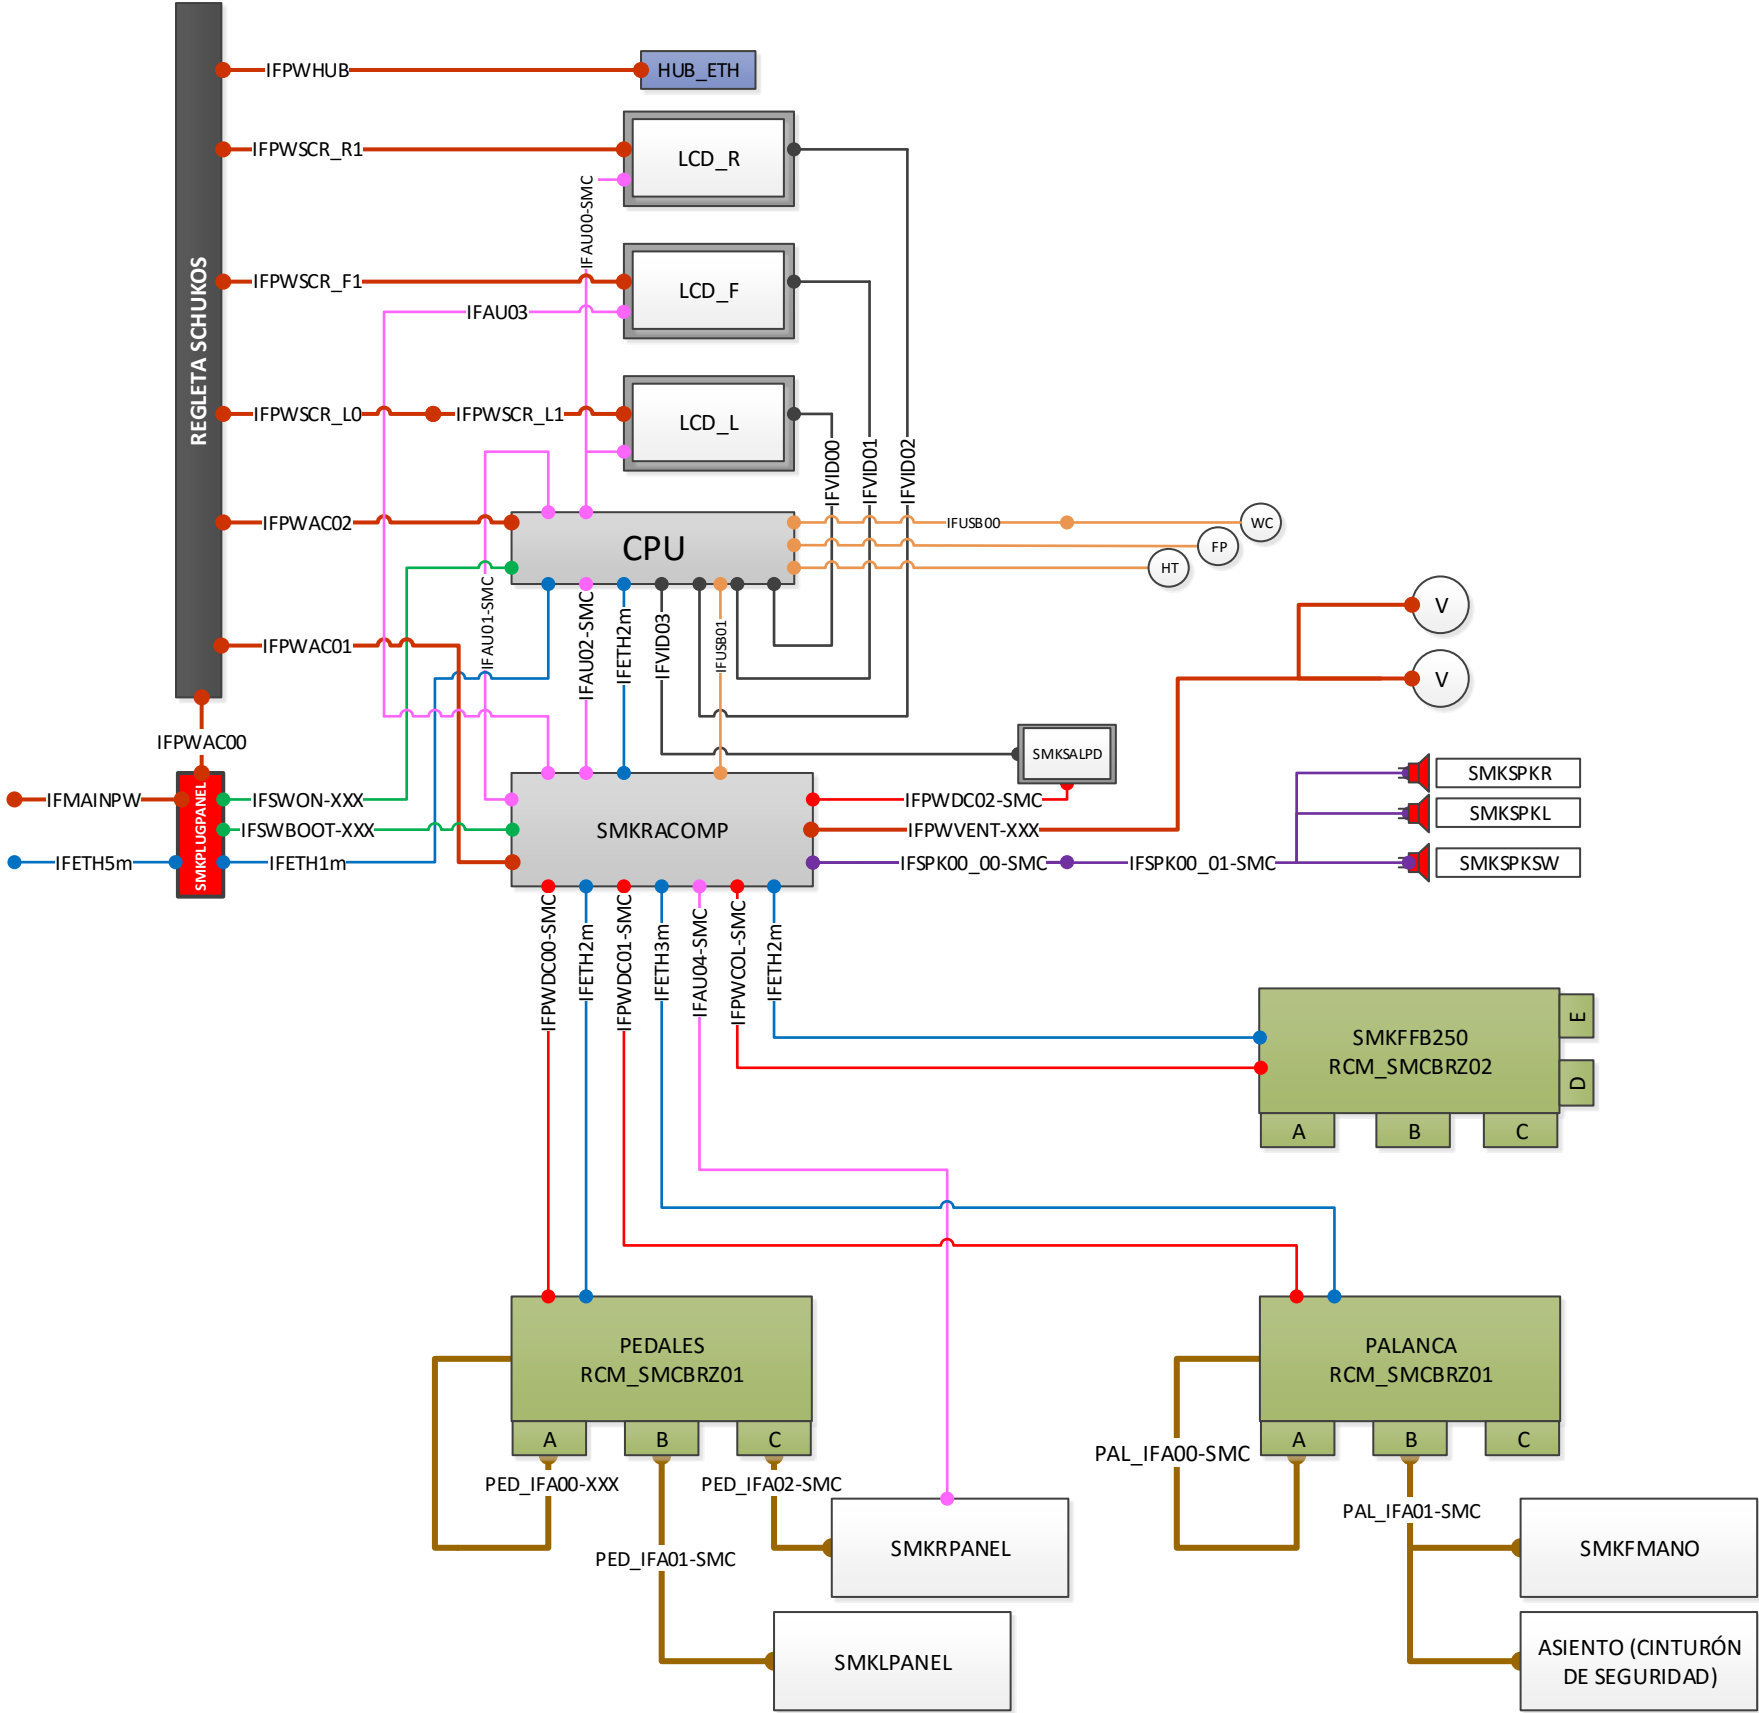 IFPWHUB
HUB_ETH
IFPWSCR_R1
LCD_R
IFAU00-SMC
REGLETA SCHUKOS
IFPWSCR_F1
LCD_F
IFAU03
IFPWSCR_L0
IFPWSCR_L1
LCD_L
IFVID00
IFVID01
IFVID02
IFPWAC02
CPU
IFUSB00
WC
FP
HT
IFAU01-SMC
IFAU02-SMC
IFETH2m
IFVID03
IFUSB01
V
IFPWAC01
V
IFPWAC00
SMKSALPD
SMKPLUGPANEL
IFMAINPW
IFSWON-XXX
IFPWDC02-SMC
SMKSPKR
IFSWBOOT-XXX
SMKRACOMP
IFPWVENT-XXX
SMKSPKL
IFETH5m
IFETH1m
IFSPK00_00-SMC
IFSPK00_01-SMC
SMKSPKSW
IFPWDC00-SMC
IFETH2m
IFPWDC01-SMC
IFETH3m
IFAU04-SMC
IFPWCOL-SMC
IFETH2m
SMKFFB250
RCM_SMCBRZ02
E
D
A
B
C
PEDALES
RCM_SMCBRZ01
A
B
C
PALANCA
RCM_SMCBRZ01
A
B
C
PED_IFA00-XXX
PED_IFA02-SMC
PED_IFA01-SMC
PAL_IFA00-SMC
PAL_IFA01-SMC
SMKRPANEL
SMKFMANO
SMKLPANEL
ASIENTO (CINTURÓN
DE SEGURIDAD)